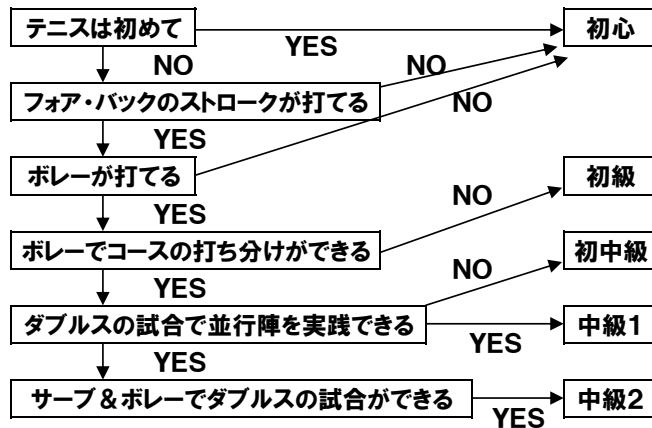 テニスは初めて
YES
初心
NO
NO
フォア・バックのストロークが打てる
NO
YES
ボレーが打てる
初級
YES
NO
ボレーでコースの打ち分けができる
初中級
YES
NO
ダブルスの試合で並行陣を実践できる
中級1
YES
YES
サーブ&ボレーでダブルスの試合ができる
中級2
YES